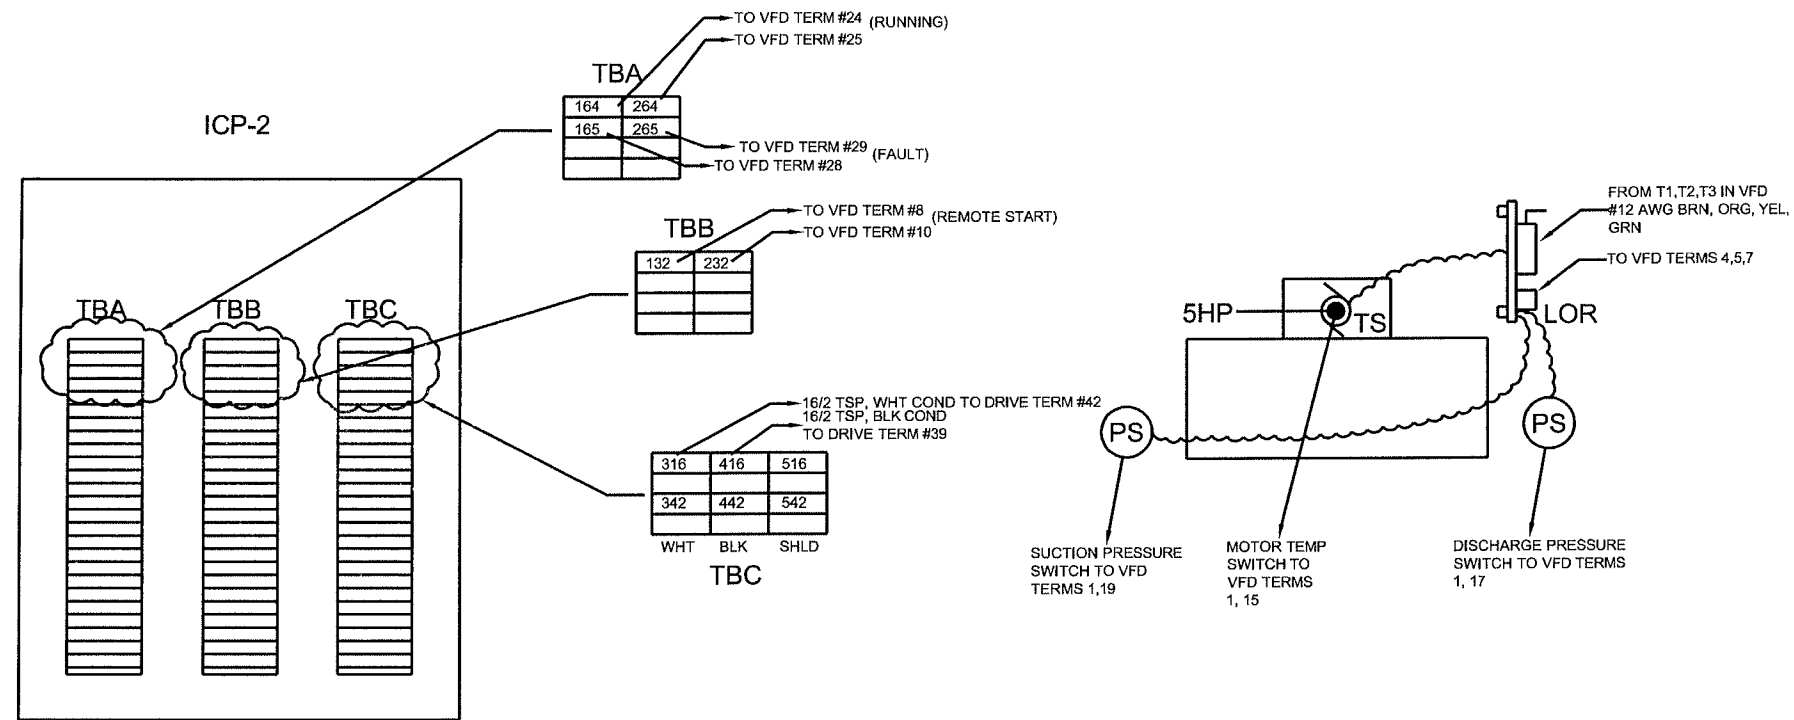 ICP-2
TBA
TBB
TBC
TBA
164 264
165 265
TO VFD TERM #24 (RUNNING)
TO VFD TERM #25
TO VFD TERM #29 (FAULT)
TO VFD TERM #28
TBB
132 232
TO VFD TERM #8 (REMOTE START)
TO VFD TERM #10
16/2 TSP, WHT COND TO DRIVE TERM #42
16/2 TSP, BLK COND
TO DRIVE TERM #39
316 416 516
342 442 542
WHT BLK SHLD
TBC
5HP
TS
LOR
FROM T1,T2,T3 IN VFD
#12 AWG BRN, ORG, YEL,
GRN
TO VFD TERMS 4,5,7
PS
PS
SUCTION PRESSURE
SWITCH TO VFD
TERMS 1,19
MOTOR TEMP
SWITCH TO
VFD TERMS
1, 15
DISCHARGE PRESSURE
SWITCH TO VFD TERMS
1, 17